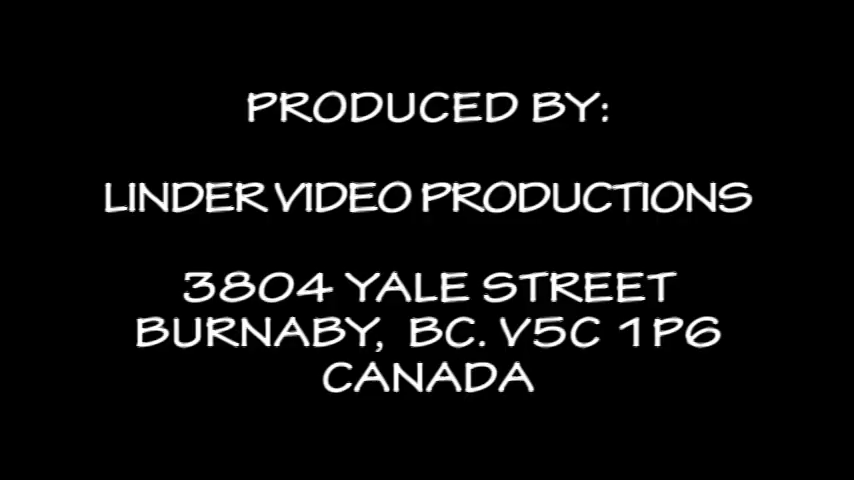 PRODUCED BY:
LINDER VIDEO PRODUCTIONS
3804 YALE STREET
BURNABY, BC. V5C 1P6
CANADA